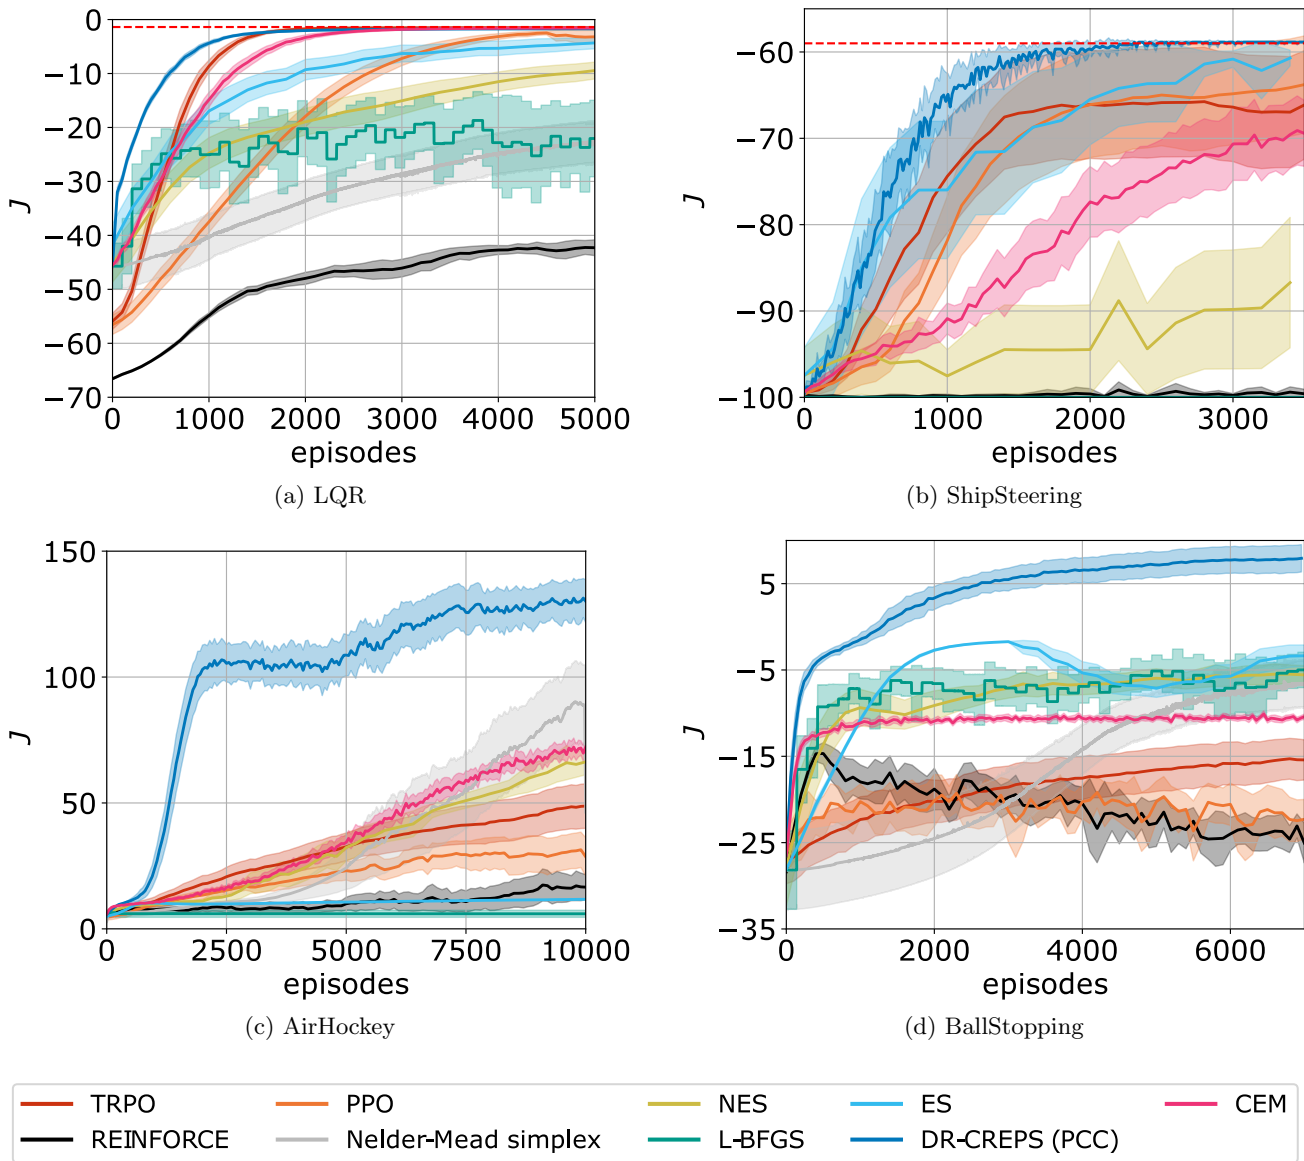 0
−10
−20
−30
−40
−50
−60
−70
J
0 1000 2000 3000 4000 5000
episodes
(a) LQR
−60
−70
−80
−90
−100
J
0 1000 2000 3000
episodes
(b) ShipSteering
150
100
50
0
J
0 2500 5000 7500 10000
episodes
(c) AirHockey
5
−5
−15
−25
−35
J
0 2000 4000 6000
episodes
(d) BallStopping
TRPO PPO NES ES CEM
REINFORCE Nelder-Mead simplex L-BFGS DR-CREPS (PCC)